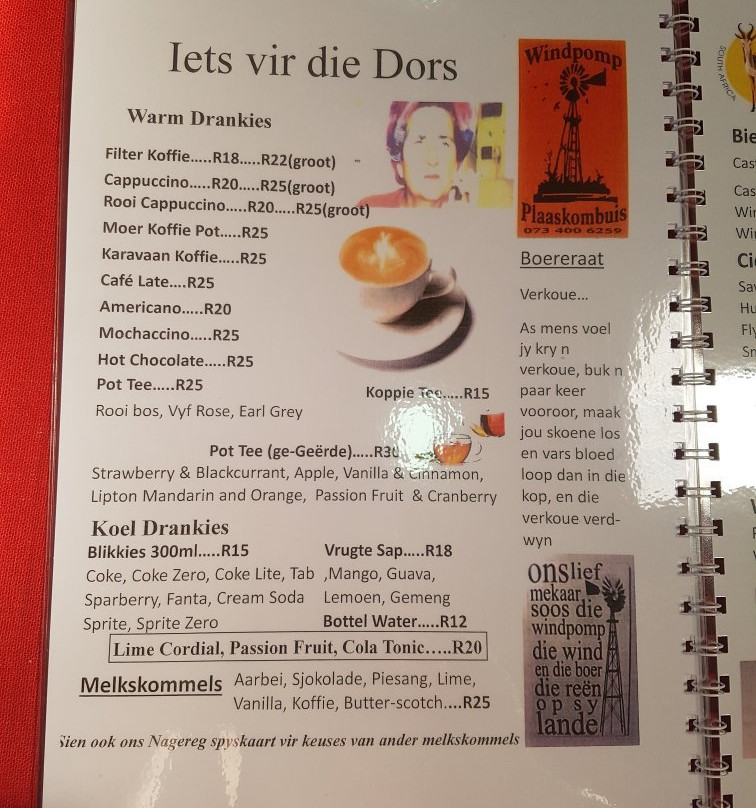 Iets vir die Dors
Warm Drankies
Filter Koffie.....R18.....R22(groot)
Cappuccino.....R20.....R25(groot)
Rooi Cappuccino.....R20.....R25(groot)
Moer Koffie Pot.....R25
Karavaan Koffie.....R25
Café Late....R25
Americano.....R20
Mochaccino.....R25
Hot Chocolate.....R25
Pot Tee.....R25
Koppie Tee.....R15
Rooi bos, Vyf Rose, Earl Grey
Pot Tee (ge-Geërde).....R30
Strawberry & Blackcurrant, Apple, Vanilla & Cinnamon,
Lipton Mandarin and Orange, Passion Fruit & Cranberry
Koel Drankies
Blikkies 300ml.....R15
Coke, Coke Zero, Coke Lite, Tab
Sparberry, Fanta, Cream Soda
Sprite, Sprite Zero
Vrugte Sap.....R18
,Mango, Guava,
Lemoen, Gemeng
Bottel Water.....R12
Lime Cordial, Passion Fruit, Cola Tonic.....R20
Melkskommels
Aarbei, Sjokolade, Piesang, Lime,
Vanilla, Koffie, Butter-scotch....R25
Sien ook ons Nagereg spyskaart vir keuses van ander melkskommels
Windpomp
Plaaskombuis
073 400 6259
Boereraat
Verkoue...
As mens voel
jy kry n
verkoue, buk n
paar keer
vooroor, maak
jou skoene los
en vars bloed
loop dan in die
kop, en die
verkoue verd-
wyn
ons lief
mekaar
soos die
windpomp
die wind
en die boer
die reën
op sy
lande
SOUTH AFRICA